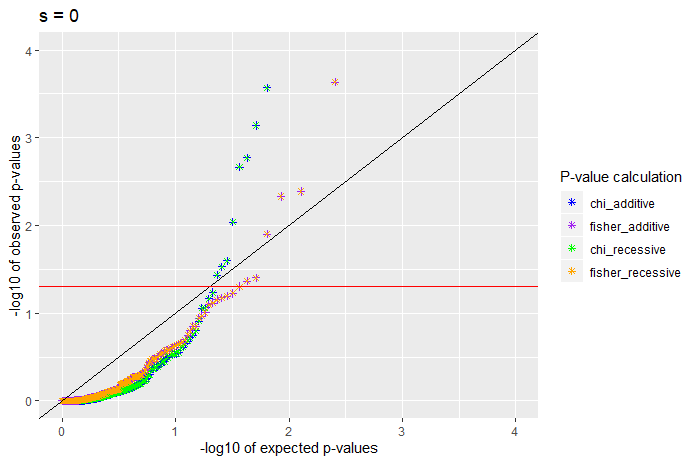 s = 0
-log10 of observed p-values
4
3
2
1
0
0 1 2 3 4
-log10 of expected p-values
P-value calculation
chi_additive
fisher_additive
chi_recessive
fisher_recessive